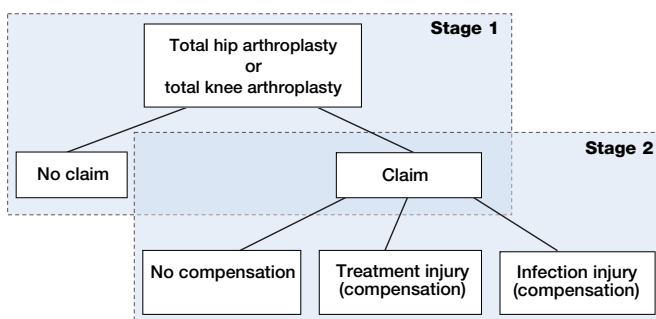 Stage 1
Total hip arthroplasty
or
total knee arthroplasty
Stage 2
No claim
Claim
No compensation
Treatment injury
(compensation)
Infection injury
(compensation)